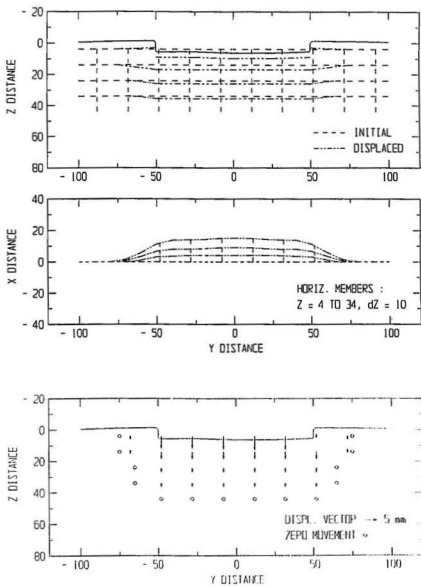 - 20
0
20
40
60
80
Z DISTANCE
INITIAL
DISPLACED
- 100 - 50 0 50 100
40
20
0
- 20
- 40
X DISTANCE
HORIZ. MEMBERS :
Z = 4 TO 34, dZ = 10
- 100 - 50 0 50 100
Y DISTANCE
- 20
0
20
40
60
80
Z DISTANCE
DISPL. VECTOP 5 mm
ZEPO MOVEMENT
- 100 - 50 0 50 100
Y DISTANCE